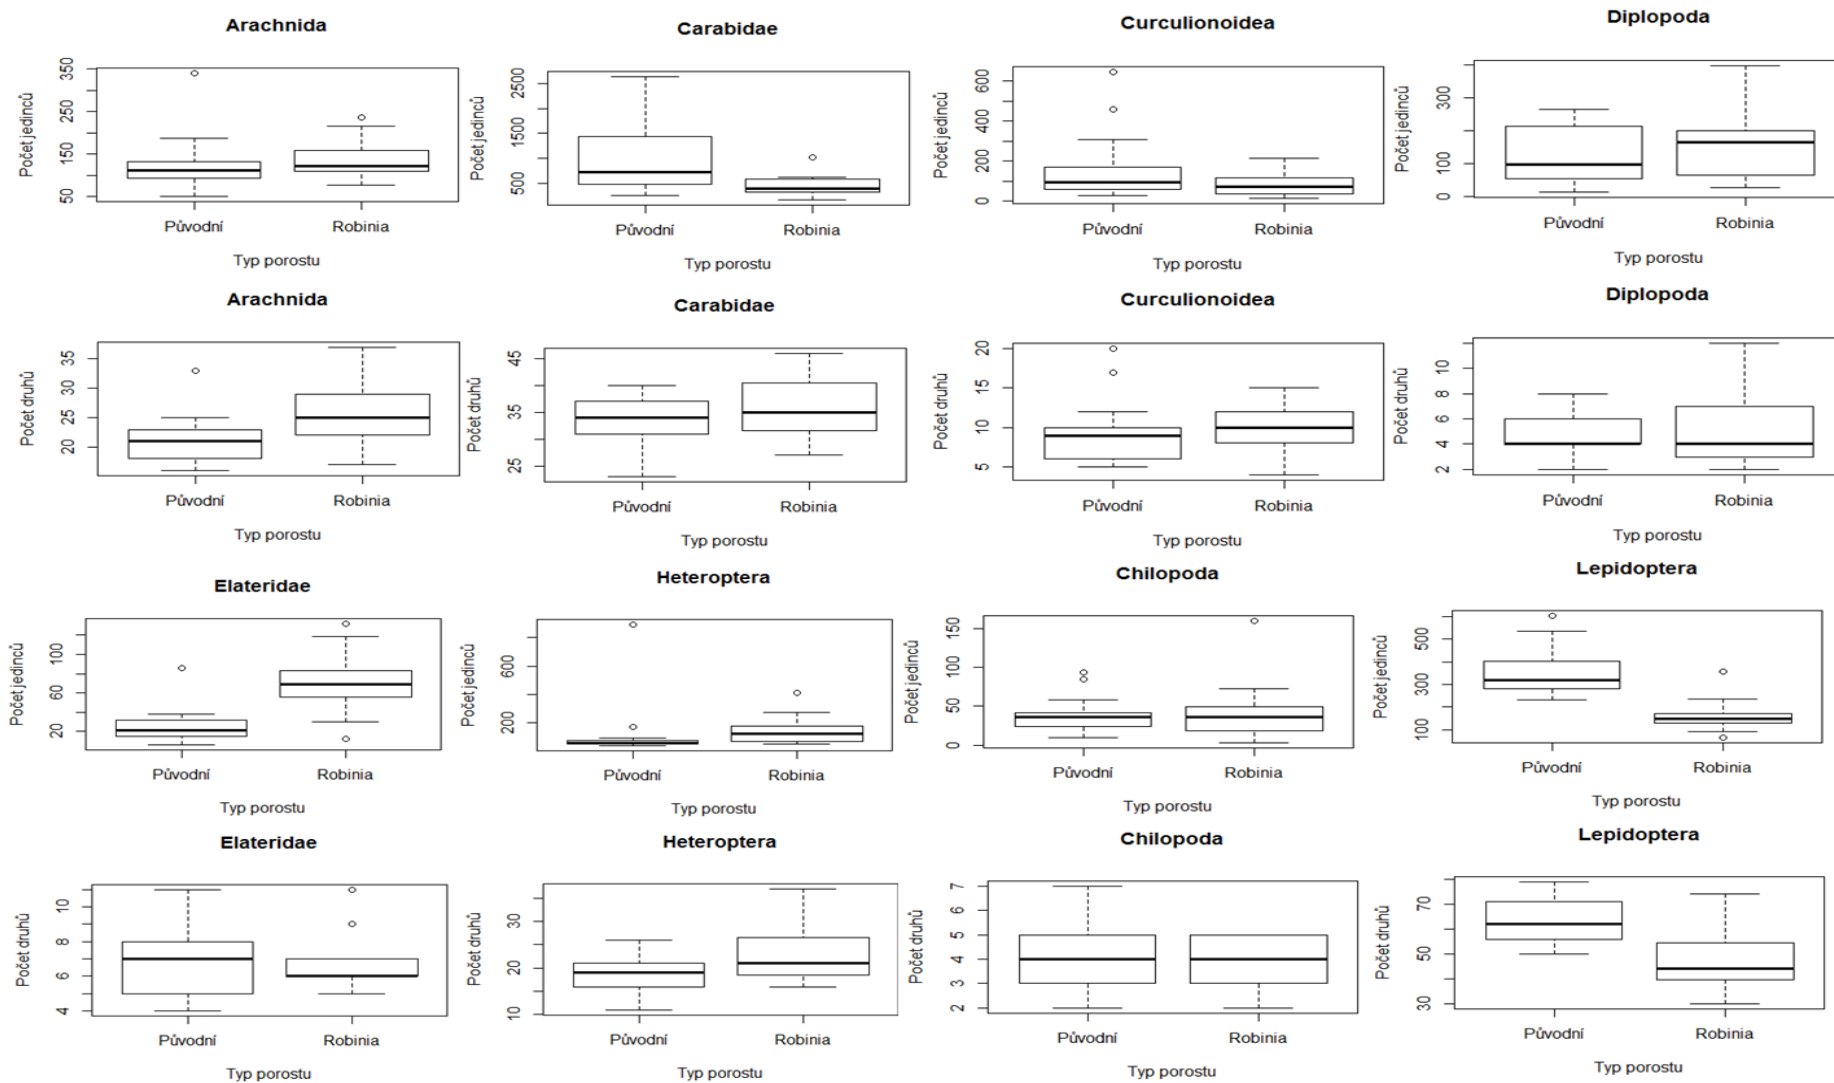 Arachnida
Počet jedinců
50
150
250
350
Původní
Robinia
Typ porostu
Carabidae
Počet jedinců
500
1500
2500
Původní
Robinia
Typ porostu
Curculionoidea
Počet jedinců
0
200
400
600
Původní
Robinia
Typ porostu
Diplopoda
Počet jedinců
0
100
300
Původní
Robinia
Typ porostu
Arachnida
Počet druhů
20
25
30
35
Původní
Robinia
Typ porostu
Carabidae
Počet druhů
25
35
45
Původní
Robinia
Typ porostu
Curculionoidea
Počet druhů
5
10
15
20
Původní
Robinia
Typ porostu
Diplopoda
Počet druhů
2
4
6
8
10
Původní
Robinia
Typ porostu
Elateridae
Počet jedinců
20
60
100
Původní
Robinia
Typ porostu
Heteroptera
Počet jedinců
200
600
Původní
Robinia
Typ porostu
Chilopoda
Počet jedinců
0
50
100
150
Původní
Robinia
Typ porostu
Lepidoptera
Počet jedinců
100
300
500
Původní
Robinia
Typ porostu
Elateridae
Počet druhů
4
6
8
10
Původní
Robinia
Typ porostu
Heteroptera
Počet druhů
10
20
30
Původní
Robinia
Typ porostu
Chilopoda
Počet druhů
2
3
4
5
6
7
Původní
Robinia
Typ porostu
Lepidoptera
Počet druhů
30
50
70
Původní
Robinia
Typ porostu